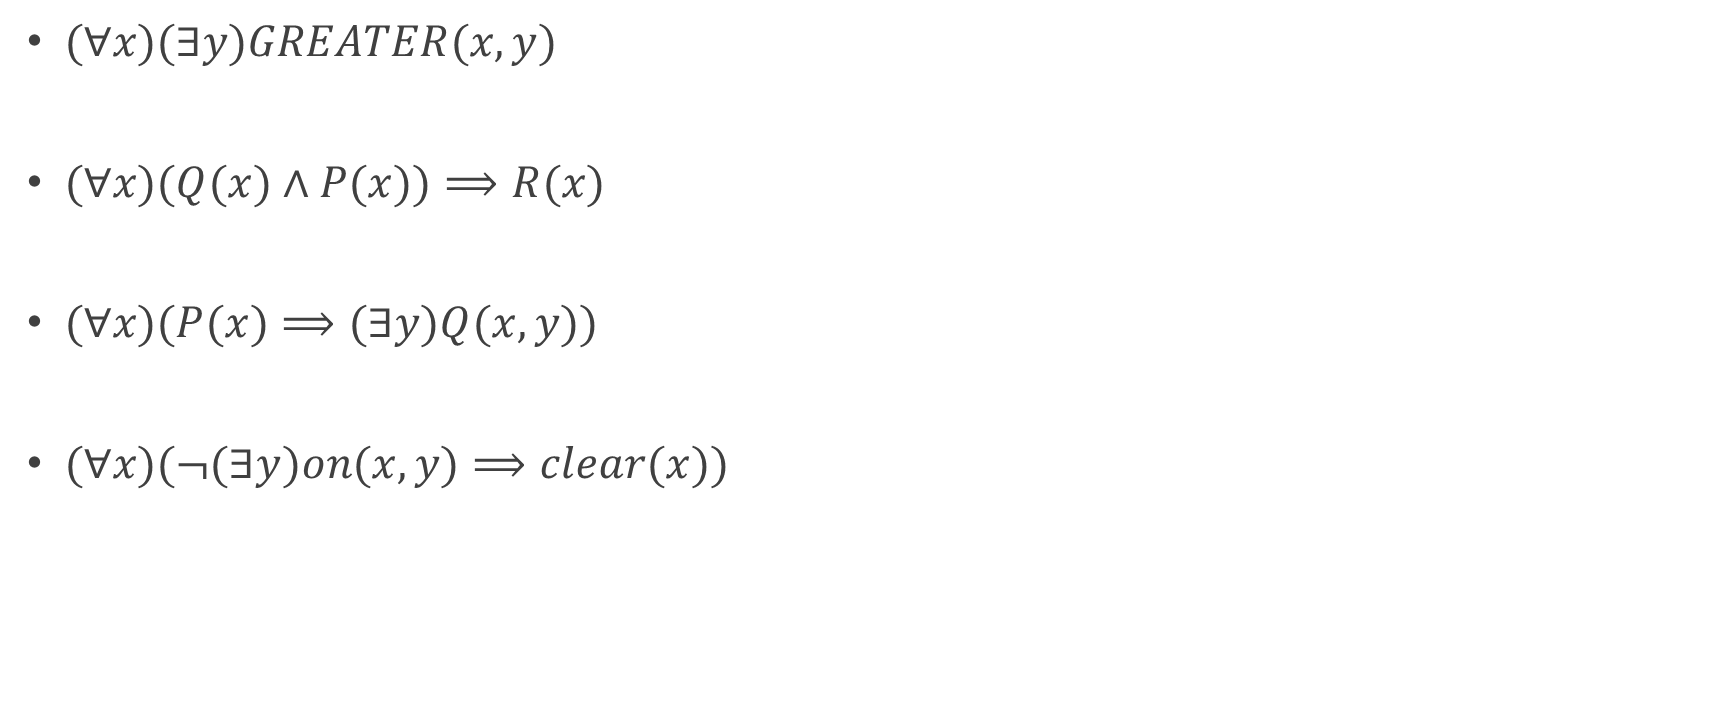 • (∀x)(∃y)GREATER(x, y)
• (∀x)(Q(x) ∧ P(x)) ⟹ R(x)
• (∀x)(P(x) ⟹ (∃y)Q(x, y))
• (∀x)(¬(∃y)on(x, y) ⟹ clear(x))